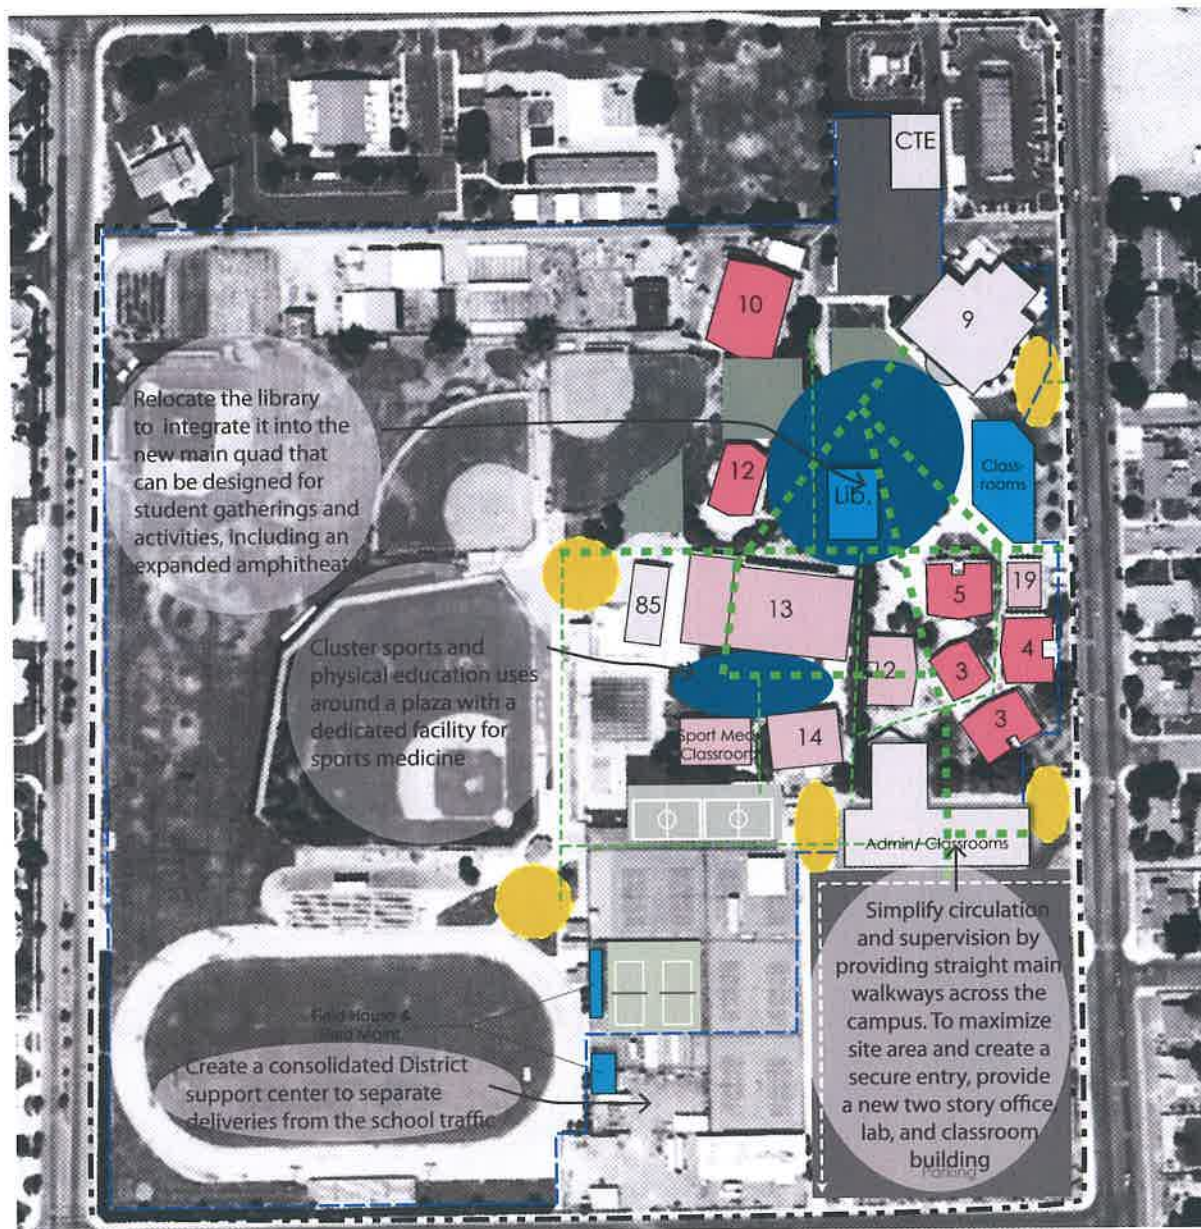 CTE
10
9
Relocate the library
to integrate it into the
new main quad that
can be designed for
student gatherings and
activities, including an
expanded amphitheat
12
Lib.
Class-
rooms
85
13
5
19
12
3
4
3
Cluster sports and
physical education uses
around a plaza with a
dedicated facility for
sports medicine
Sport Med.
Classroom
14
Admin/ Classrooms
Simplify circulation
and supervision by
providing straight main
walkways across the
campus. To maximize
site area and create a
secure entry, provide
a new two story office,
lab, and classroom
building
Parking
Field House &
Create a consolidated District
support center to separate
deliveries from the school traffic